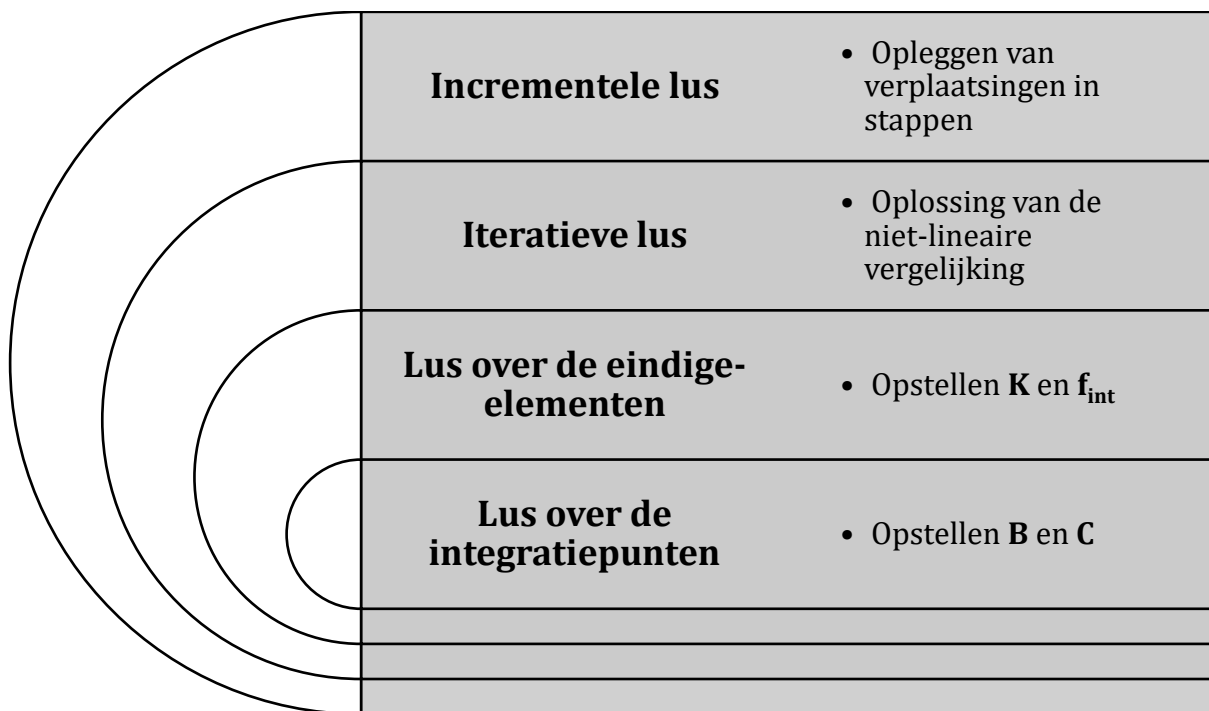 Incrementele lus
• Opleggen van
verplaatsingen in
stappen
Iteratieve lus
• Oplossing van de
niet-lineaire
vergelijking
Lus over de eindige-
elementen
• Opstellen K en f_int
Lus over de
integratiepunten
• Opstellen B en C